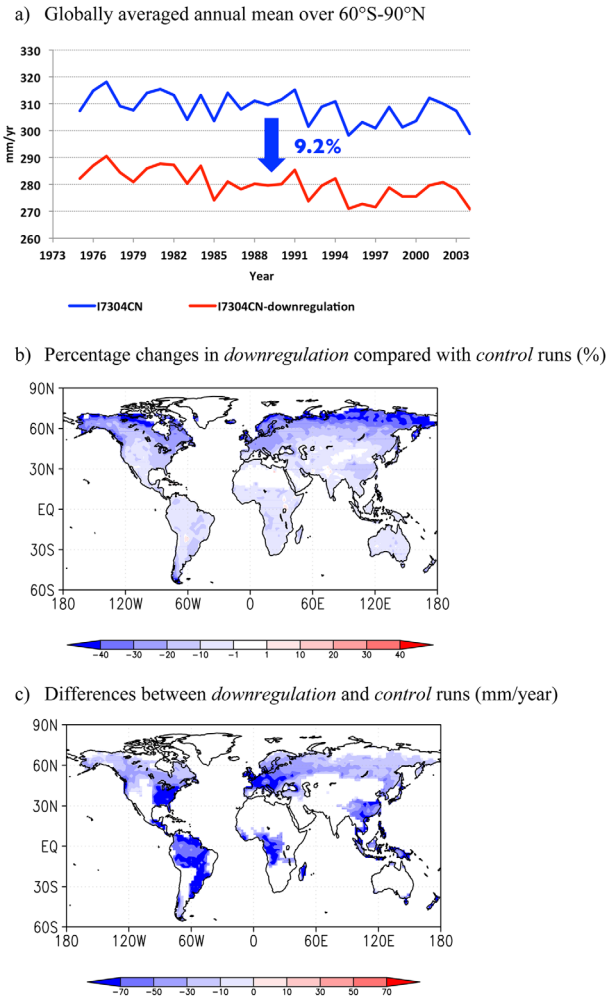 a) Globally averaged annual mean over 60°S-90°N
330
320
310
300
290
280
270
260
mm/yr
9.2%
1973 1976 1979 1982 1985 1988 1991 1994 1997 2000 2003
Year
I7304CN I7304CN-downregulation
b) Percentage changes in downregulation compared with control runs (%)
90N
60N
30N
EQ
30S
60S
180 120W 60W 0 60E 120E 180
-40 -30 -20 -10 -1 1 10 20 30 40
c) Differences between downregulation and control runs (mm/year)
90N
60N
30N
EQ
30S
60S
180 120W 60W 0 60E 120E 180
-70 -50 -30 -10 0 10 30 50 70